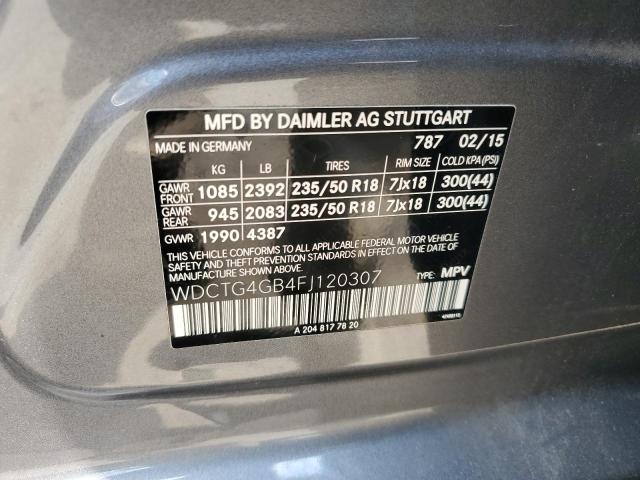 MFD BY DAIMLER AG STUTTGART
MADE IN GERMANY 787 02/15
KG LB TIRES RIM SIZE COLD KPA(PSI)
GAWR FRONT 1085 2392 235/50 R18 7Jx18 300(44)
GAWR REAR 945 2083 235/50 R18 7Jx18 300(44)
GVWR 1990 4387
THIS VEHICLE CONFORMS TO ALL APPLICABLE FEDERAL MOTOR VEHICLE
SAFETY AND THEFT PREVENTION STANDARDS IN EFFECT ON THE DATE
OF MANUFACTURE SHOWN ABOVE.
WDCTG4GB4FJ120307 TYPE: MPV
A 204 817 78 20